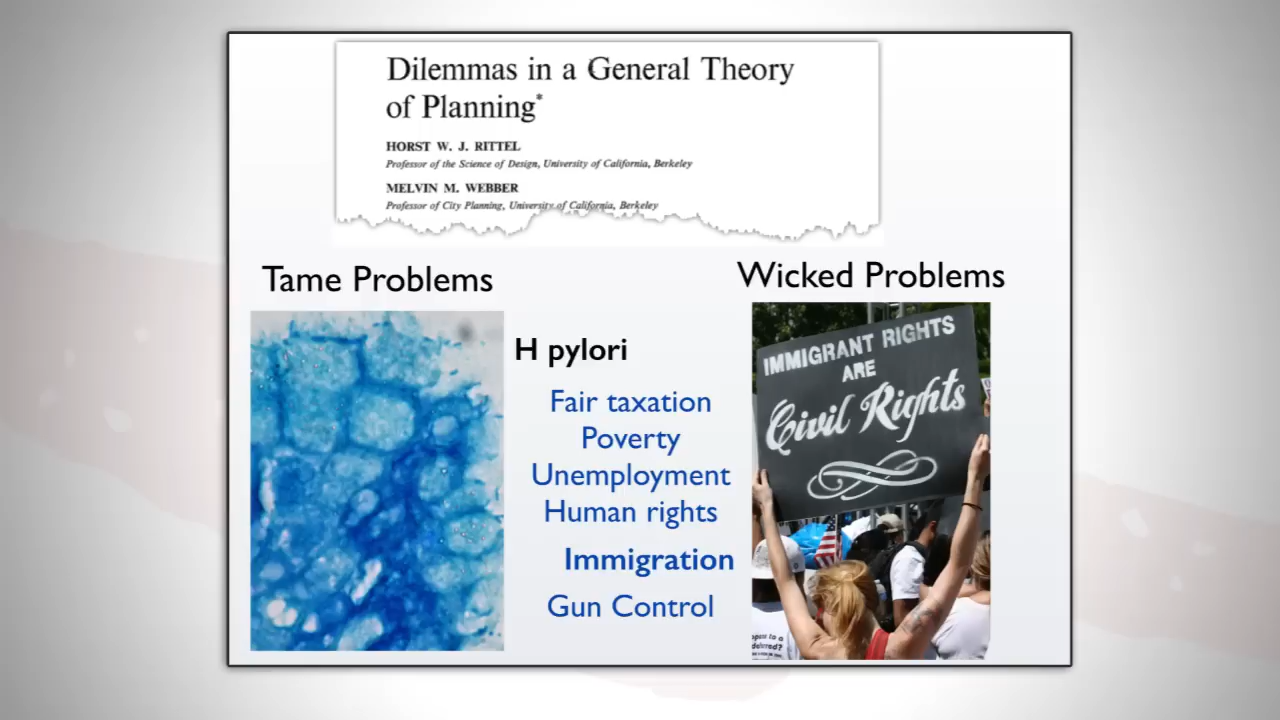 Dilemmas in a General Theory
of Planning*
HORST W. J. RITTEL
Professor of the Science of Design, University of California, Berkeley
MELVIN M. WEBBER
Professor of City Planning, University of California, Berkeley
Tame Problems
Wicked Problems
H pylori
Fair taxation
Poverty
Unemployment
Human rights
Immigration
Gun Control
IMMIGRANT RIGHTS
ARE
Civil Rights